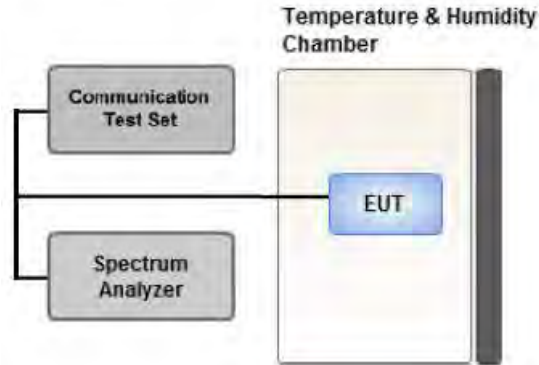 Temperature & Humidity
Chamber
Communication
Test Set
EUT
Spectrum
Analyzer